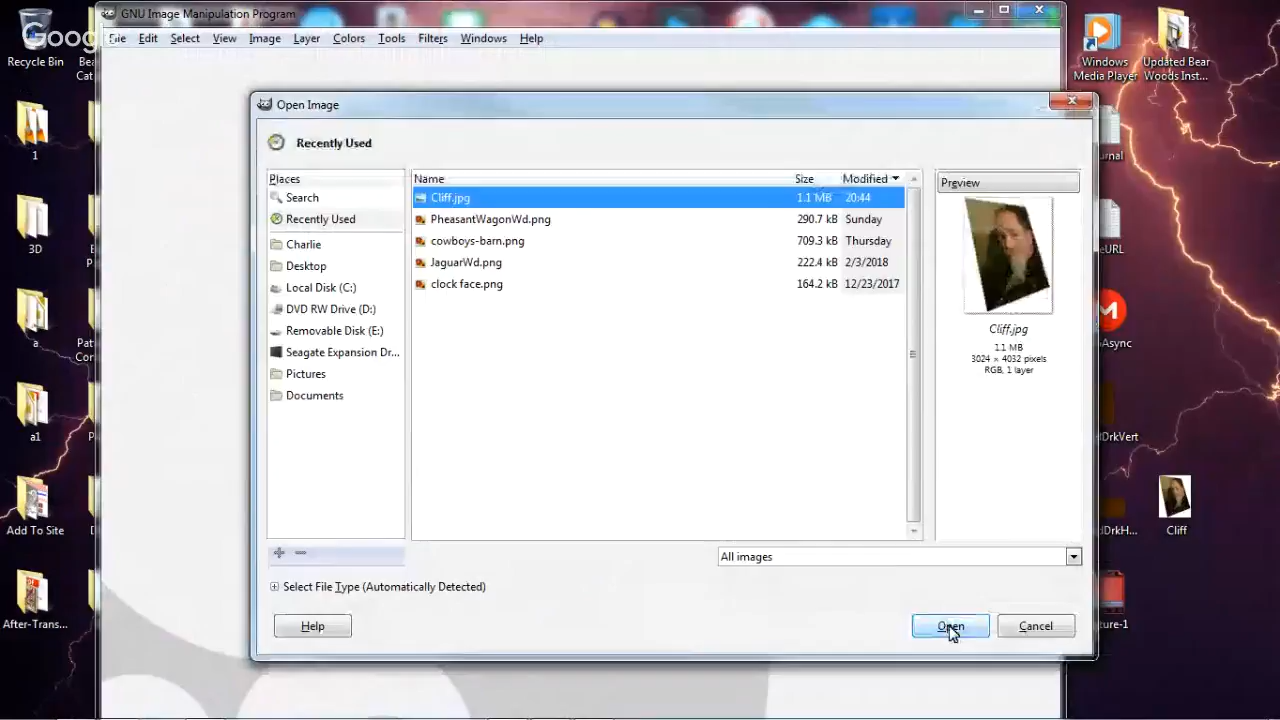 GNU Image Manipulation Program
Goog
File Edit Select View Image Layer Colors Tools Filters Windows Help
Open Image
Recently Used
Places
Search
Recently Used
Charlie
Desktop
Local Disk (C:)
DVD RW Drive (D:)
Removable Disk (E:)
Seagate Expansion Dr...
Pictures
Documents
Name Size Modified
Cliff.jpg 1.1 MB 20:44
PheasantWagonWd.png 290.7 kB Sunday
cowboys-barn.png 709.3 kB Thursday
JaguarWd.png 222.4 kB 2/3/2018
clock face.png 164.2 kB 12/23/2017
Preview
Cliff.jpg
1.1 MB
3024 × 4032 pixels
RGB, 1 layer
All images
Select File Type (Automatically Detected)
Help Open Cancel
Recycle Bin
1
3D
a
a1
Add To Site
After-Trans...
Windows
Media Player
Updated Bear
Woods Inst...
Cliff